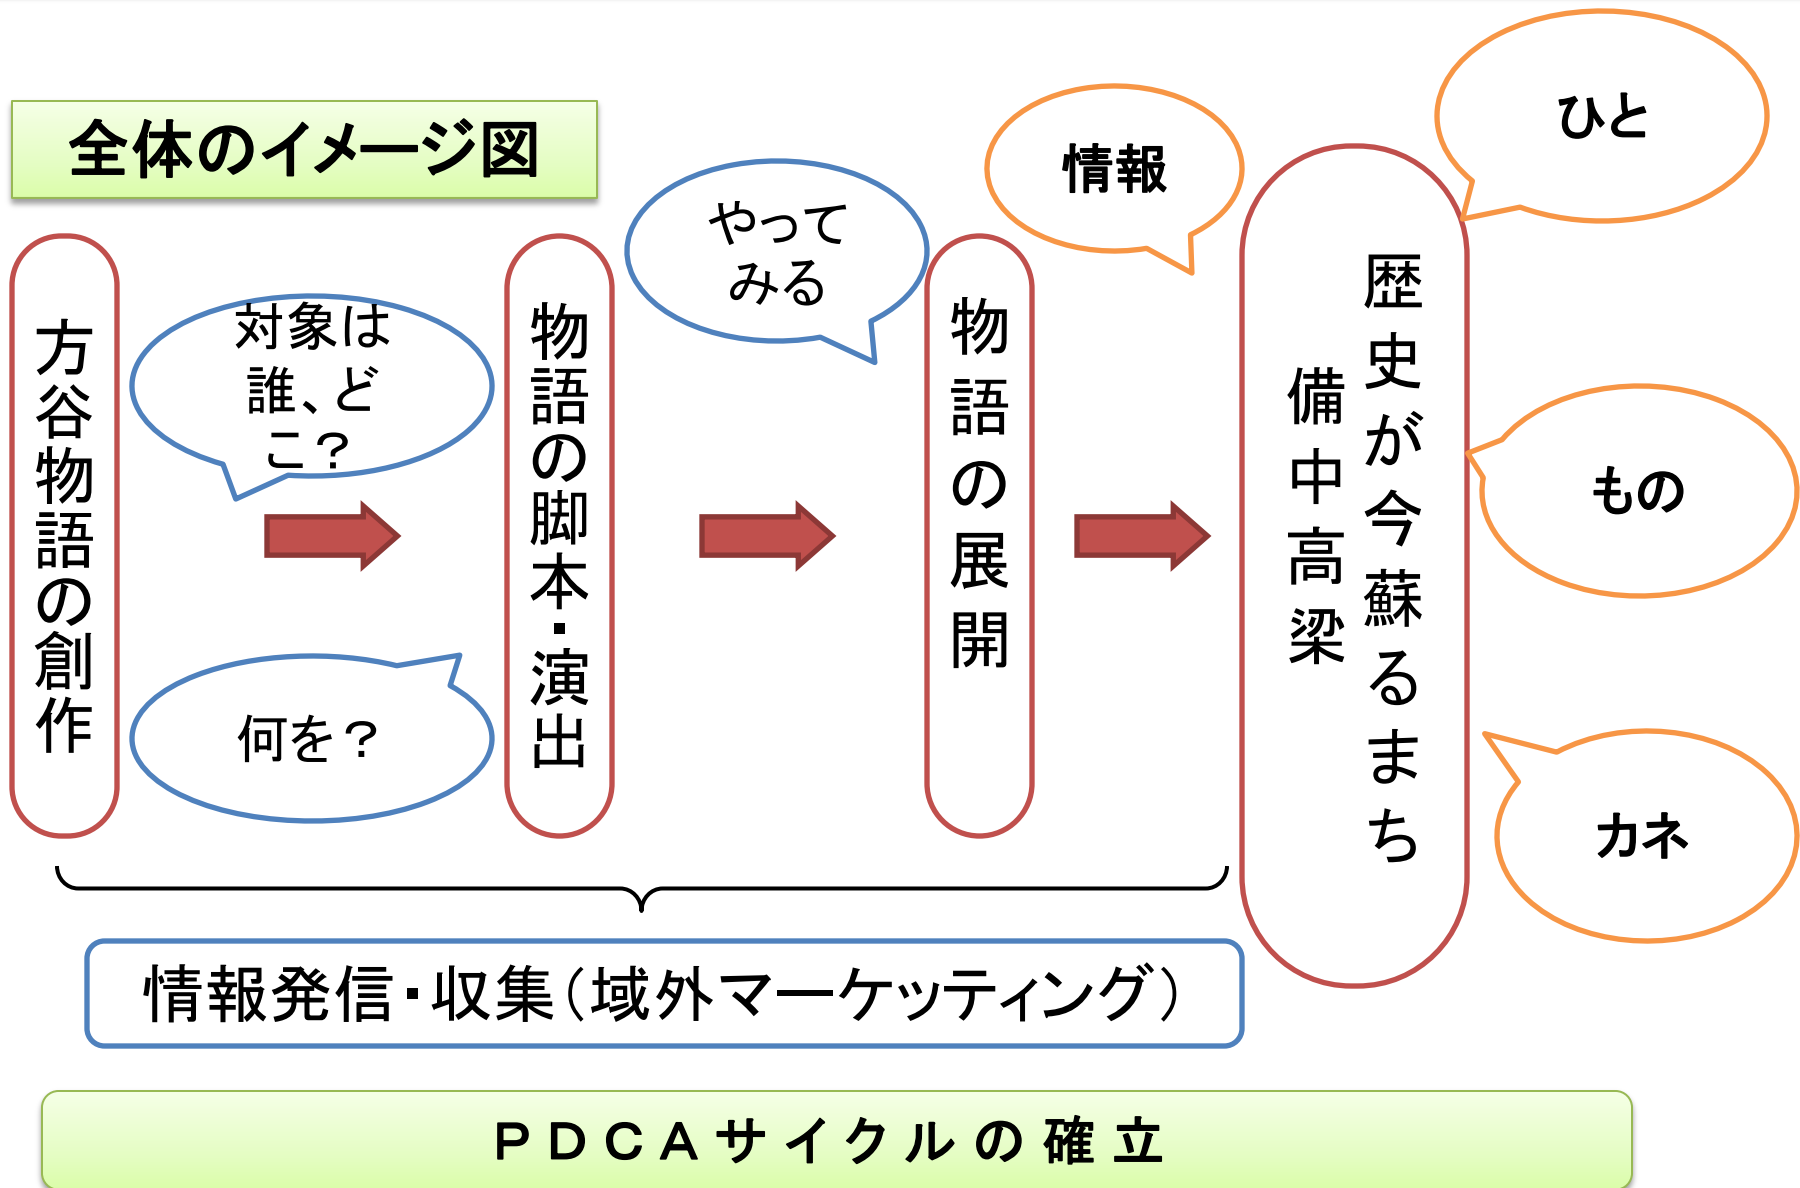 全体のイメージ図
方谷物語の創作
対象は
誰、ど
こ？
何を？
物語の脚本・演出
やって
みる
物語の展開
情報
歴史が今蘇るまち
備中高梁
ひと
もの
カネ
情報発信・収集（域外マーケッティング）
ＰＤＣＡサイクルの確立